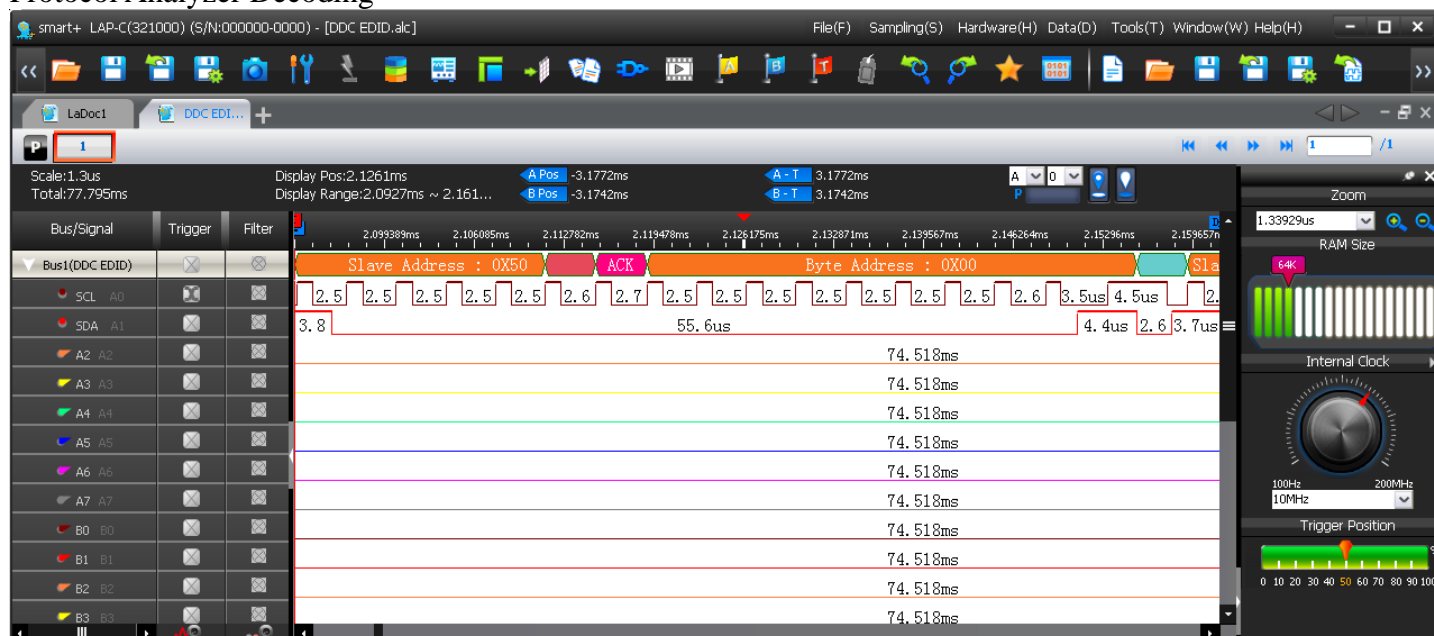 Protocol Analyzer Decoding
smart+ LAP-C(321000) (S/N:000000-0000) - [DDC EDID.alc] File(F) Sampling(S) Hardware(H) Data(D) Tools(T) Window(W) Help(H)
LaDoc1 DDC EDI...
P 1 1 /1
Scale:1.3us Display Pos:2.1261ms A Pos -3.1772ms A - T 3.1772ms A 0
Total:77.795ms Display Range:2.0927ms ~ 2.161... B Pos -3.1742ms B - T 3.1742ms P
Zoom
Bus/Signal Trigger Filter 2.099389ms 2.106085ms 2.112782ms 2.119478ms 2.126175ms 2.132871ms 2.139567ms 2.146264ms 2.15296ms 2.159657m 1.33929us
RAM Size
Bus1(DDC EDID) Slave Address : 0X50 ACK Byte Address : 0X00 Sla 64K
SCL A0 2.5 2.5 2.5 2.5 2.5 2.6 2.7 2.5 2.5 2.5 2.5 2.5 2.5 2.5 2.6 3.5us 4.5us 2.
SDA A1 3.8 55.6us 4.4us 2.6 3.7us
A2 A2 74.518ms
Internal Clock
A3 A3 74.518ms
A4 A4 74.518ms
A5 A5 74.518ms
A6 A6 74.518ms
100Hz 200MHz
A7 A7 74.518ms 10MHz
B0 B0 74.518ms
Trigger Position
B1 B1 74.518ms
B2 B2 74.518ms 0 10 20 30 40 50 60 70 80 90 100
B3 B3 74.518ms